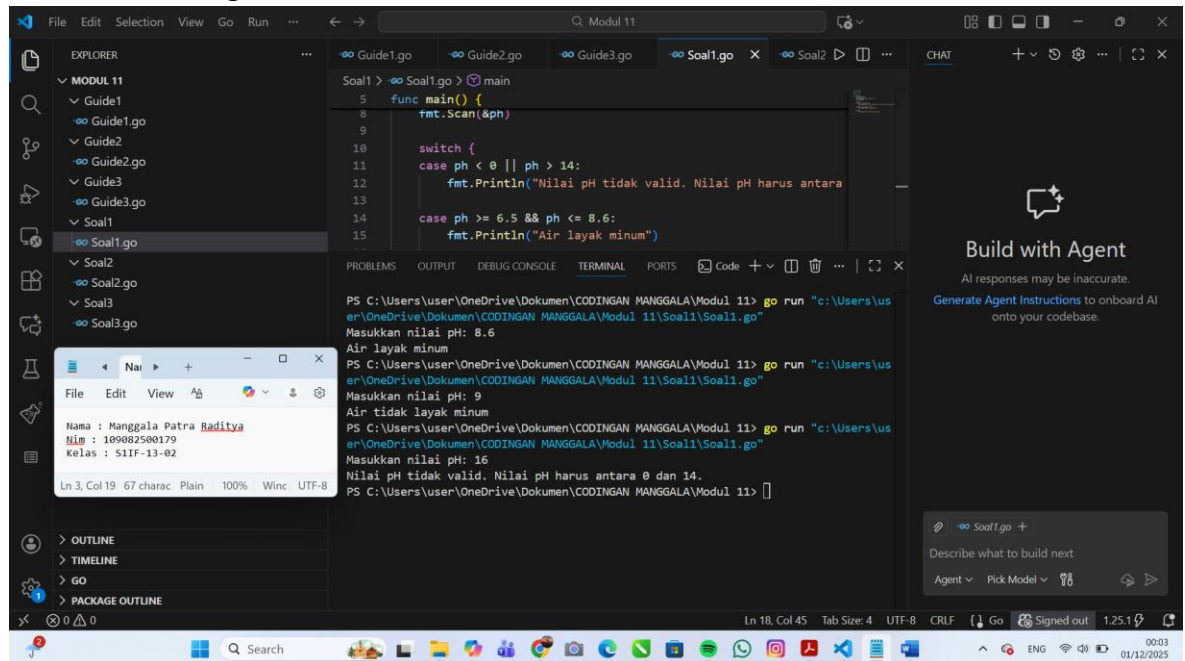 File Edit Selection View Go Run ···
Modul 11
EXPLORER
MODUL 11
Guide1
Guide1.go
Guide2
Guide2.go
Guide3
Guide3.go
Soal1
Soal1.go
Soal2
Soal2.go
Soal3
Soal3.go
OUTLINE
TIMELINE
GO
PACKAGE OUTLINE
Guide1.go Guide2.go Guide3.go Soal1.go Soal2
Soal1 > Soal1.go > main
5 func main() {
8 fmt.Scan(&ph)
9
10 switch {
11 case ph < 0 || ph > 14:
12 fmt.Println("Nilai pH tidak valid. Nilai pH harus antara
13
14 case ph >= 6.5 && ph <= 8.6:
15 fmt.Println("Air layak minum")
PROBLEMS OUTPUT DEBUG CONSOLE TERMINAL PORTS Code
PS C:\Users\user\OneDrive\Dokumen\CODINGAN MANGGALA\Modul 11> go run "c:\Users\us
er\OneDrive\Dokumen\CODINGAN MANGGALA\Modul 11\Soal1\Soal1.go"
Masukkan nilai pH: 8.6
Air layak minum
PS C:\Users\user\OneDrive\Dokumen\CODINGAN MANGGALA\Modul 11> go run "c:\Users\us
er\OneDrive\Dokumen\CODINGAN MANGGALA\Modul 11\Soal1\Soal1.go"
Masukkan nilai pH: 9
Air tidak layak minum
PS C:\Users\user\OneDrive\Dokumen\CODINGAN MANGGALA\Modul 11> go run "c:\Users\us
er\OneDrive\Dokumen\CODINGAN MANGGALA\Modul 11\Soal1\Soal1.go"
Masukkan nilai pH: 16
Nilai pH tidak valid. Nilai pH harus antara 0 dan 14.
PS C:\Users\user\OneDrive\Dokumen\CODINGAN MANGGALA\Modul 11>
Nar
File Edit View
Nama : Manggala Patra Raditya
Nim : 109082500179
Kelas : S1IF-13-02
Ln 3, Col 19 67 charac Plain 100% Winc UTF-8
CHAT
Build with Agent
AI responses may be inaccurate.
Generate Agent Instructions to onboard AI
onto your codebase.
Soal1.go
Describe what to build next
Agent Pick Model
0 0 Ln 18, Col 45 Tab Size: 4 UTF-8 CRLF Go Signed out 1.25.1
2 Search ENG 00:03
01/12/2025